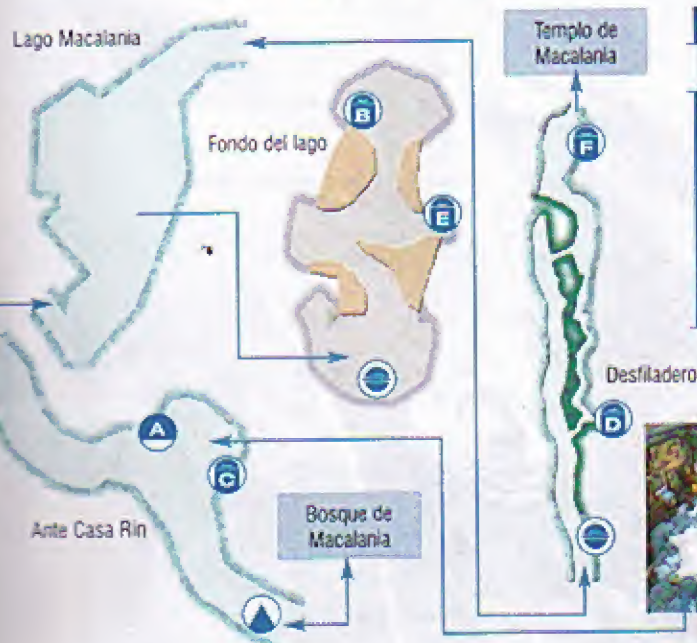 Lago Macalania
Templo de
Macalania
Fondo del lago
B
F
E
Desfiladero
A
C
D
Ante Casa Rin
Bosque de
Macalania